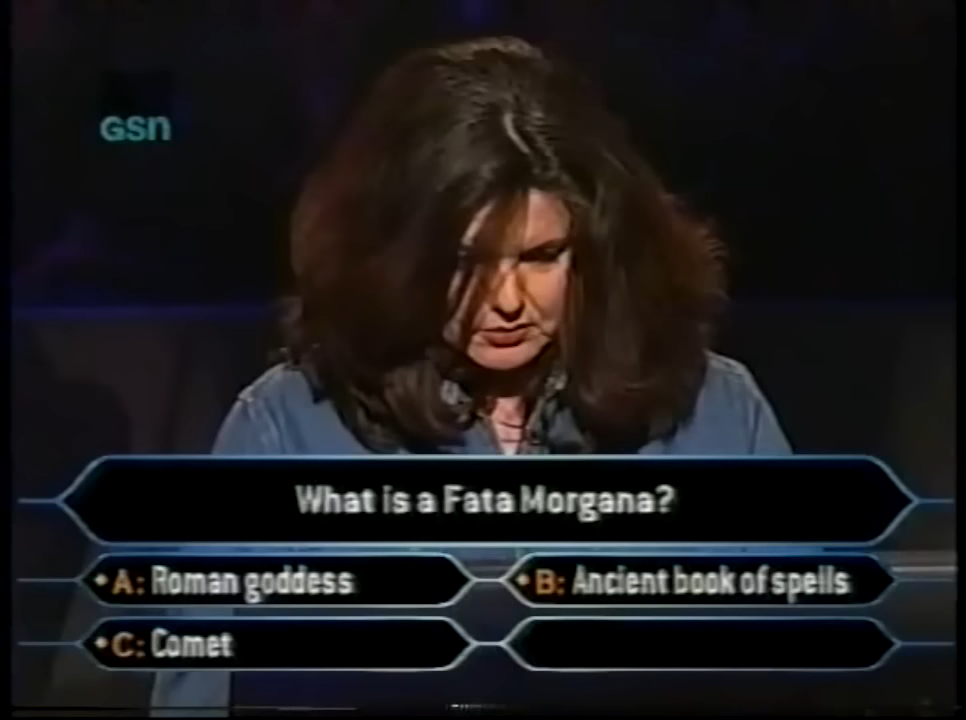 GSN
What is a Fata Morgana?
A: Roman goddess
B: Ancient book of spells
C: Comet